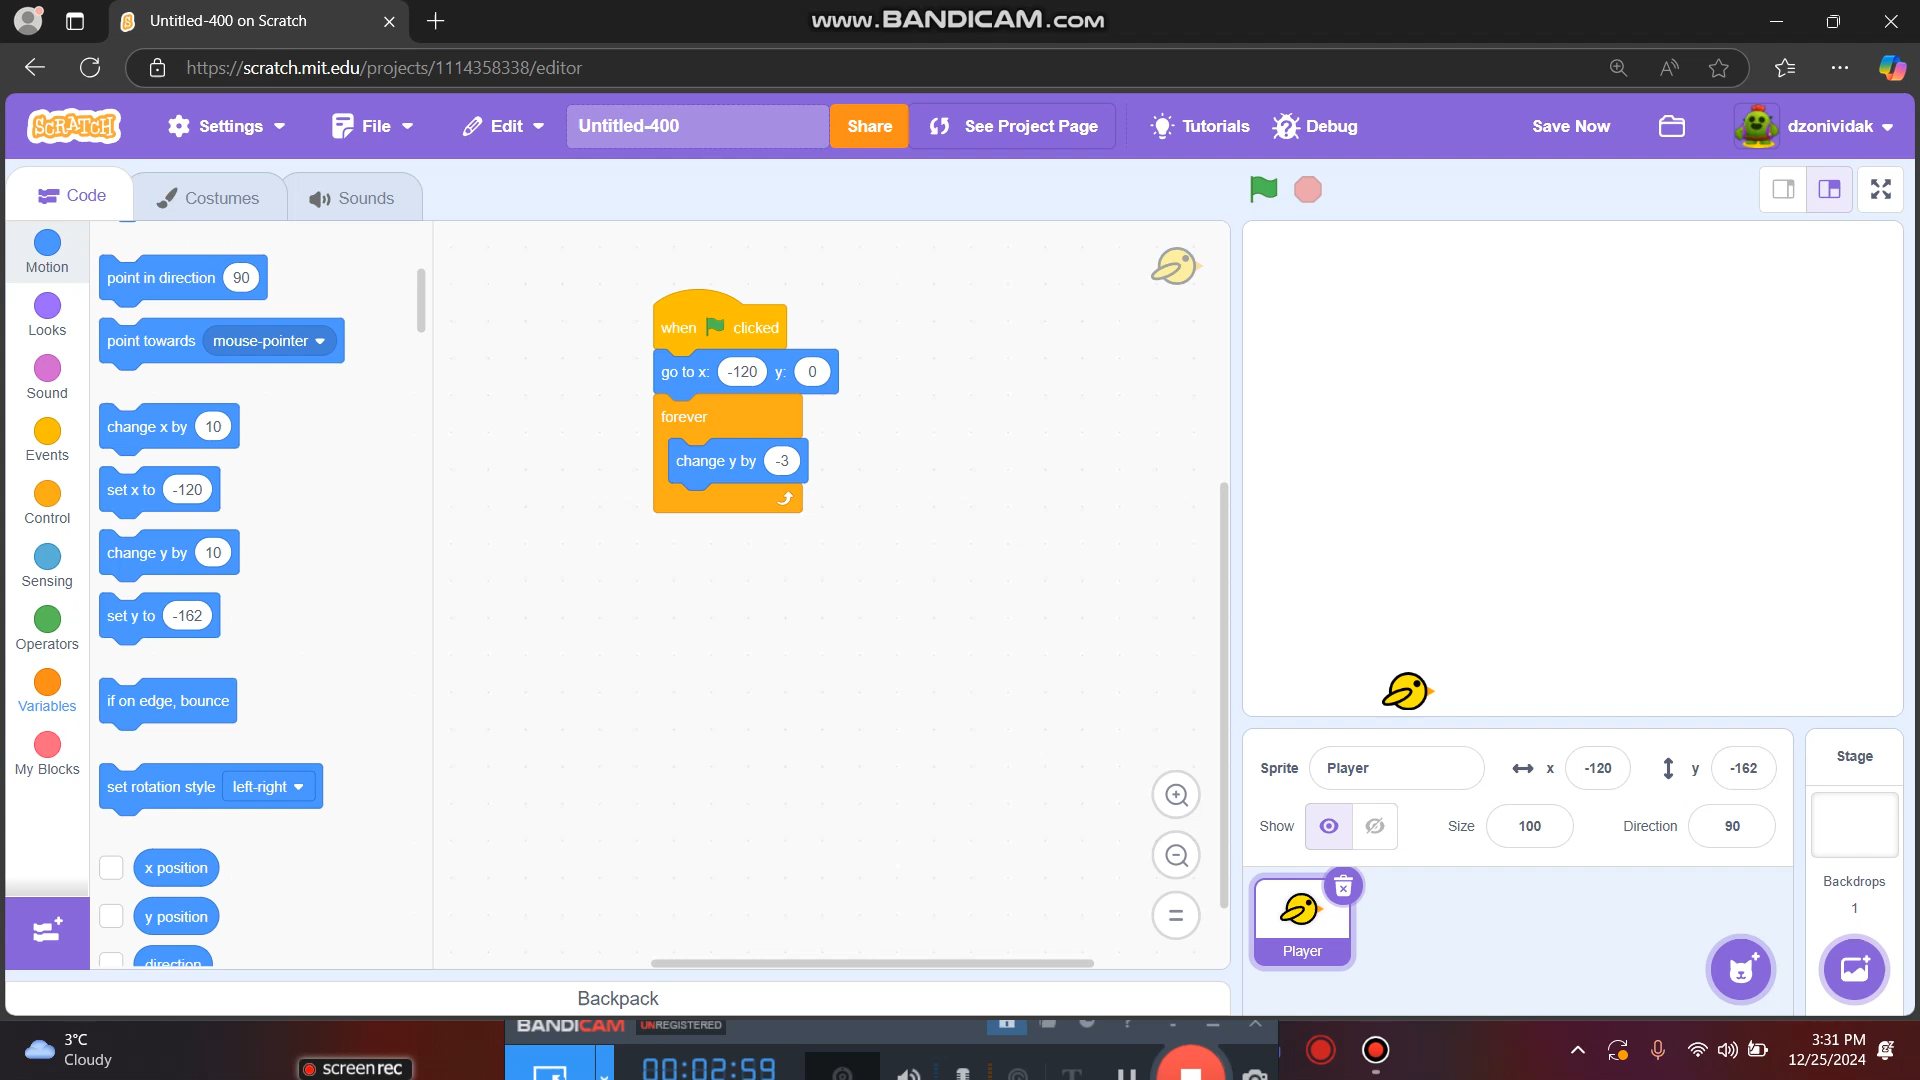 Untitled-400 on Scratch
www.BANDICAM.com
https://scratch.mit.edu/projects/1114358338/editor
SCRATCH
Settings
File
Edit
Untitled-400
Share
See Project Page
Tutorials
Debug
Save Now
dzonividak
Code
Costumes
Sounds
Motion
Looks
Sound
Events
Control
Sensing
Operators
Variables
My Blocks
point in direction 90
point towards mouse-pointer
change x by 10
set x to -120
change y by 10
set y to -162
if on edge, bounce
set rotation style left-right
x position
y position
direction
when clicked
go to x: -120 y: 0
forever
change y by -3
Backpack
Sprite Player x -120 y -162
Show Size 100 Direction 90
Player
Stage
Backdrops
1
3°C
Cloudy
screenrec
BANDICAM UNREGISTERED
00:02:59
3:31 PM
12/25/2024